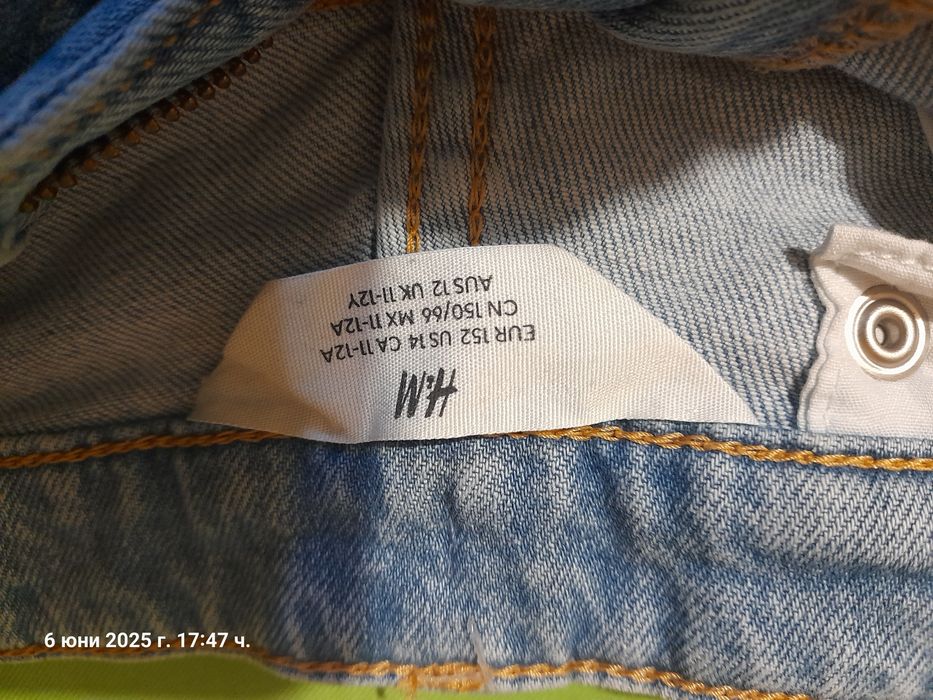 H&M
EUR 152 US 14 CA 11-12A
CN 150/66 MX 11-12A
AUS 12 UK 11-12Y
6 юни 2025 г. 17:47 ч.